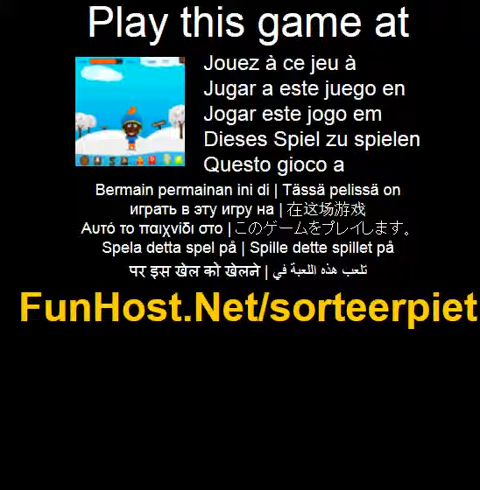 Play this game at
Jouez à ce jeu à
Jugar a este juego en
Jogar este jogo em
Dieses Spiel zu spielen
Questo gioco a
Bermain permainan ini di | Tässä pelissä on
играть в эту игру на | 在这场游戏
Αυτό το παιχνίδι στο | このゲームをプレイします。
Spela detta spel på | Spille dette spillet på
पर इस खेल को खेलने | تلعب هذه اللعبة في
FunHost.Net/sorteerpiet